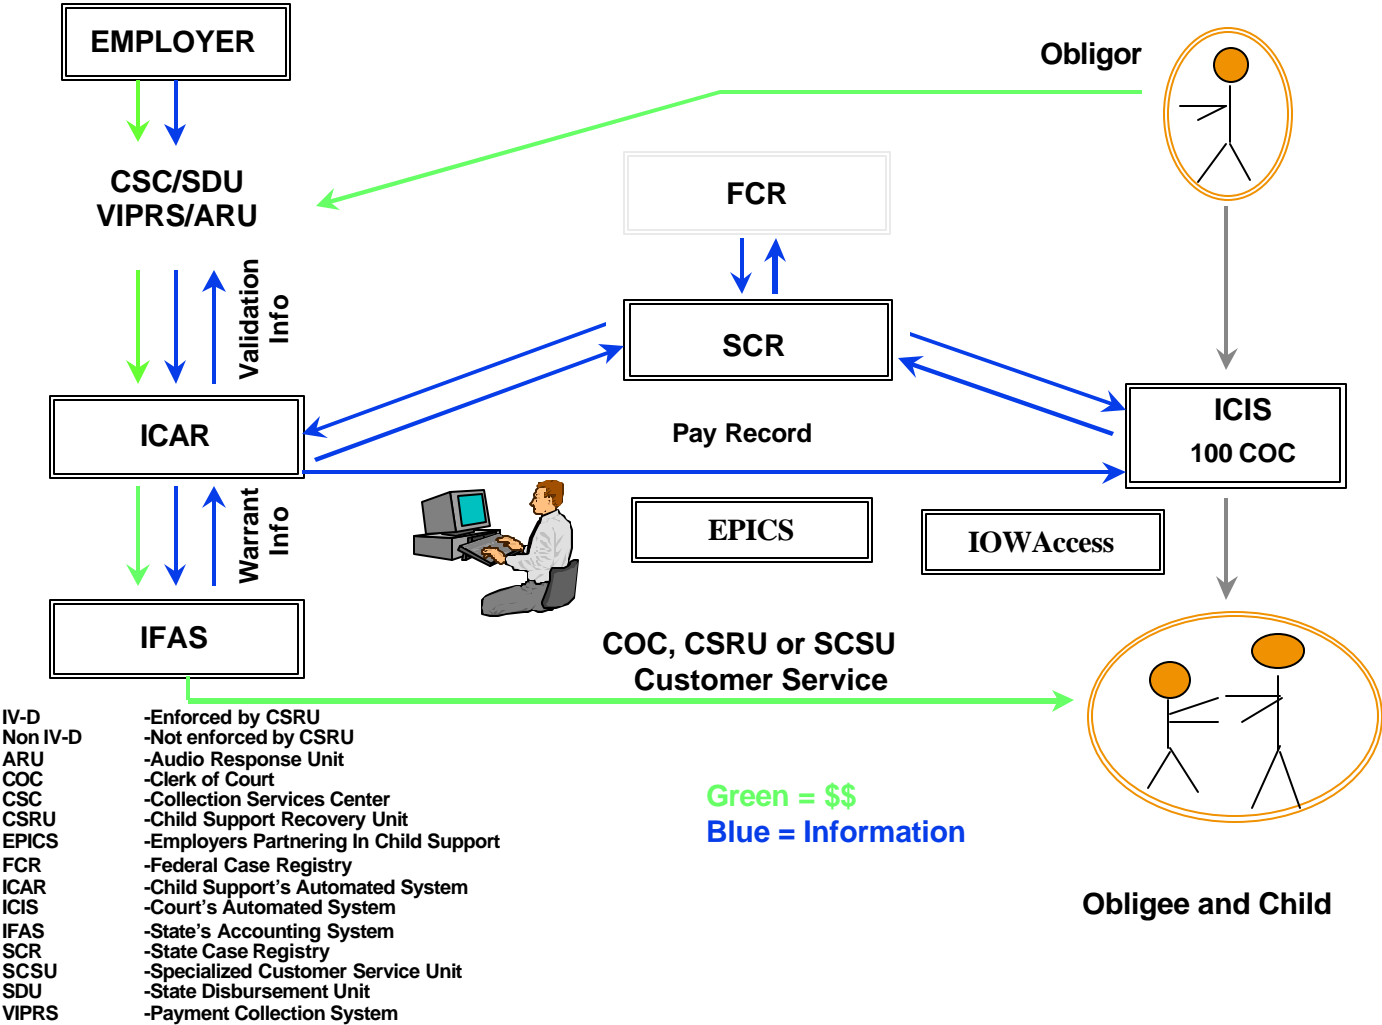 EMPLOYER
Obligor
CSC/SDU
VIPRS/ARU
FCR
Validation
Info
SCR
ICIS
100 COC
ICAR
Pay Record
Warrant
Info
EPICS
IOWAccess
IFAS
COC, CSRU or SCSU
Customer Service
IV-D -Enforced by CSRU
Non IV-D -Not enforced by CSRU
ARU -Audio Response Unit
COC -Clerk of Court
CSC -Collection Services Center
CSRU -Child Support Recovery Unit
EPICS -Employers Partnering In Child Support
FCR -Federal Case Registry
ICAR -Child Support's Automated System
ICIS -Court's Automated System
IFAS -State's Accounting System
SCR -State Case Registry
SCSU -Specialized Customer Service Unit
SDU -State Disbursement Unit
VIPRS -Payment Collection System
Green = $$
Blue = Information
Obligee and Child